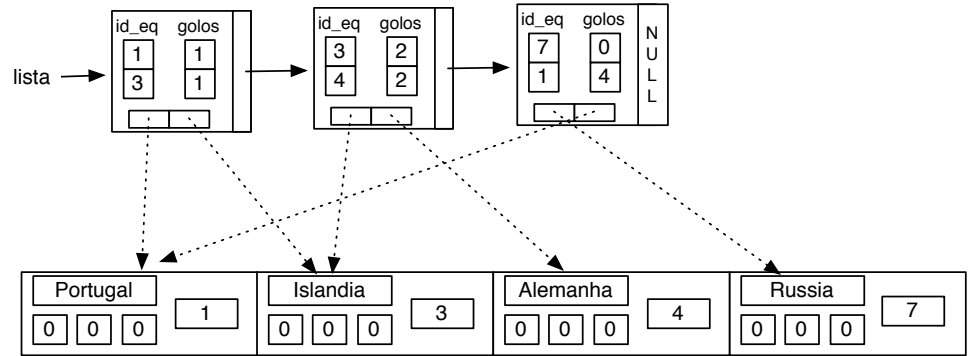 id_eq golos
1 1
3 1
id_eq golos
3 2
4 2
id_eq golos
7 0
1 4
NULL
lista
Portugal
0 0 0
1
Islandia
0 0 0
3
Alemanha
0 0 0
4
Russia
0 0 0
7